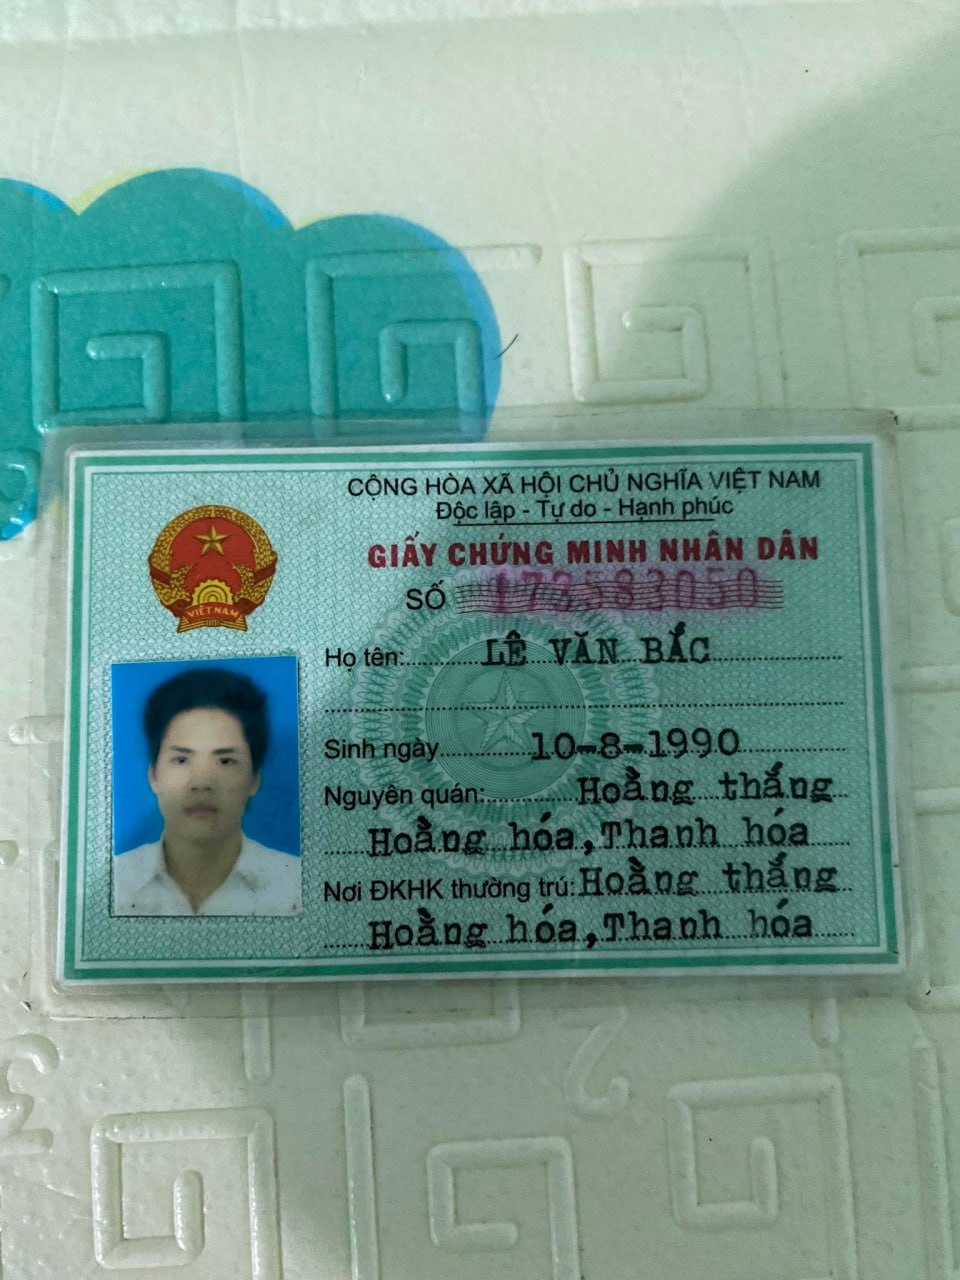 CỘNG HÒA XÃ HỘI CHỦ NGHĨA VIỆT NAM
Độc lập - Tự do - Hạnh phúc
GIẤY CHỨNG MINH NHÂN DÂN
SỐ 173583050
VIỆT NAM
Họ tên: LÊ VĂN BẮC
Sinh ngày 10-8-1990
Nguyên quán: Hoằng thắng
Hoằng hóa, Thanh hóa
Nơi ĐKHK thường trú: Hoằng thắng
Hoằng hóa, Thanh hóa